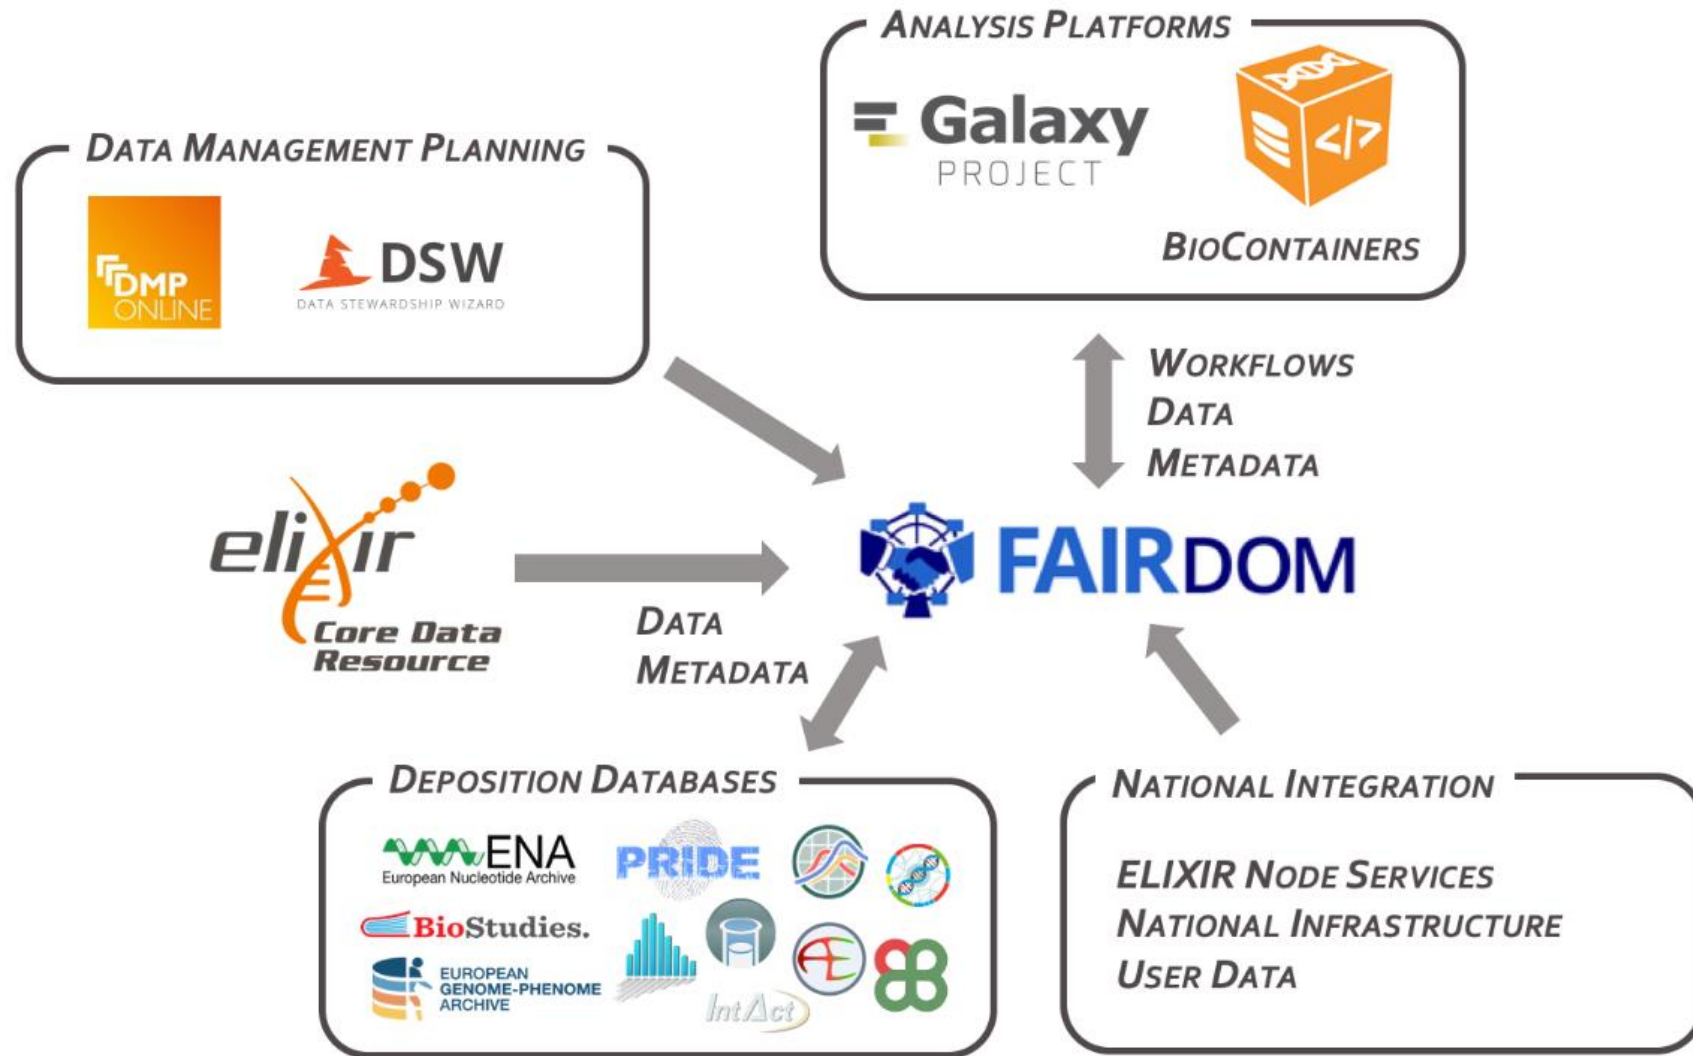 ANALYSIS PLATFORMS
Galaxy
PROJECT
</>
BIOCONTAINERS
DATA MANAGEMENT PLANNING
DMP
ONLINE
DSW
DATA STEWARDSHIP WIZARD
WORKFLOWS
DATA
METADATA
elixir
Core Data
Resource
DATA
METADATA
FAIRDOM
DEPOSITION DATABASES
ENA
European Nucleotide Archive
PRIDE
BioStudies.
EUROPEAN
GENOME-PHENOME
ARCHIVE
IntAct
NATIONAL INTEGRATION
ELIXIR NODE SERVICES
NATIONAL INFRASTRUCTURE
USER DATA